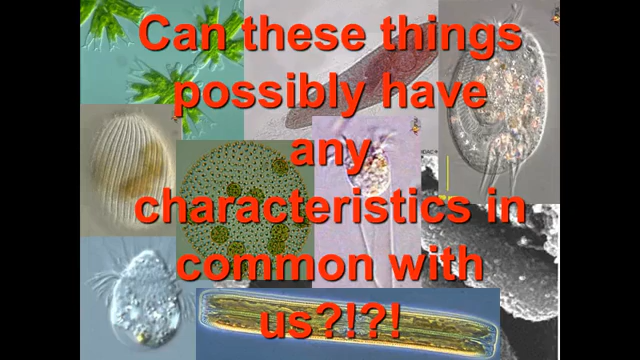 Can these things
possibly have
any
characteristics in
common with
us?!?!